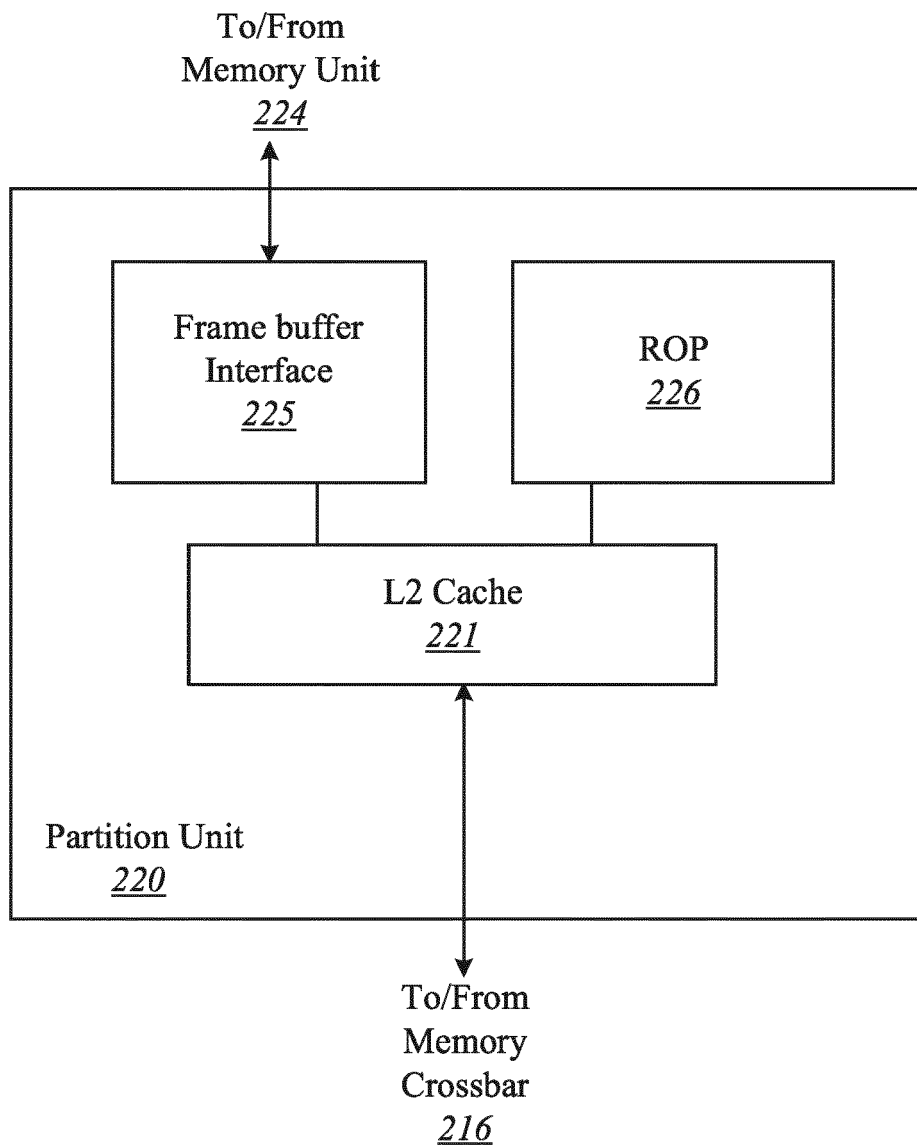 To/From
Memory Unit
224
Frame buffer
Interface
225
ROP
226
L2 Cache
221
Partition Unit
220
To/From
Memory
Crossbar
216